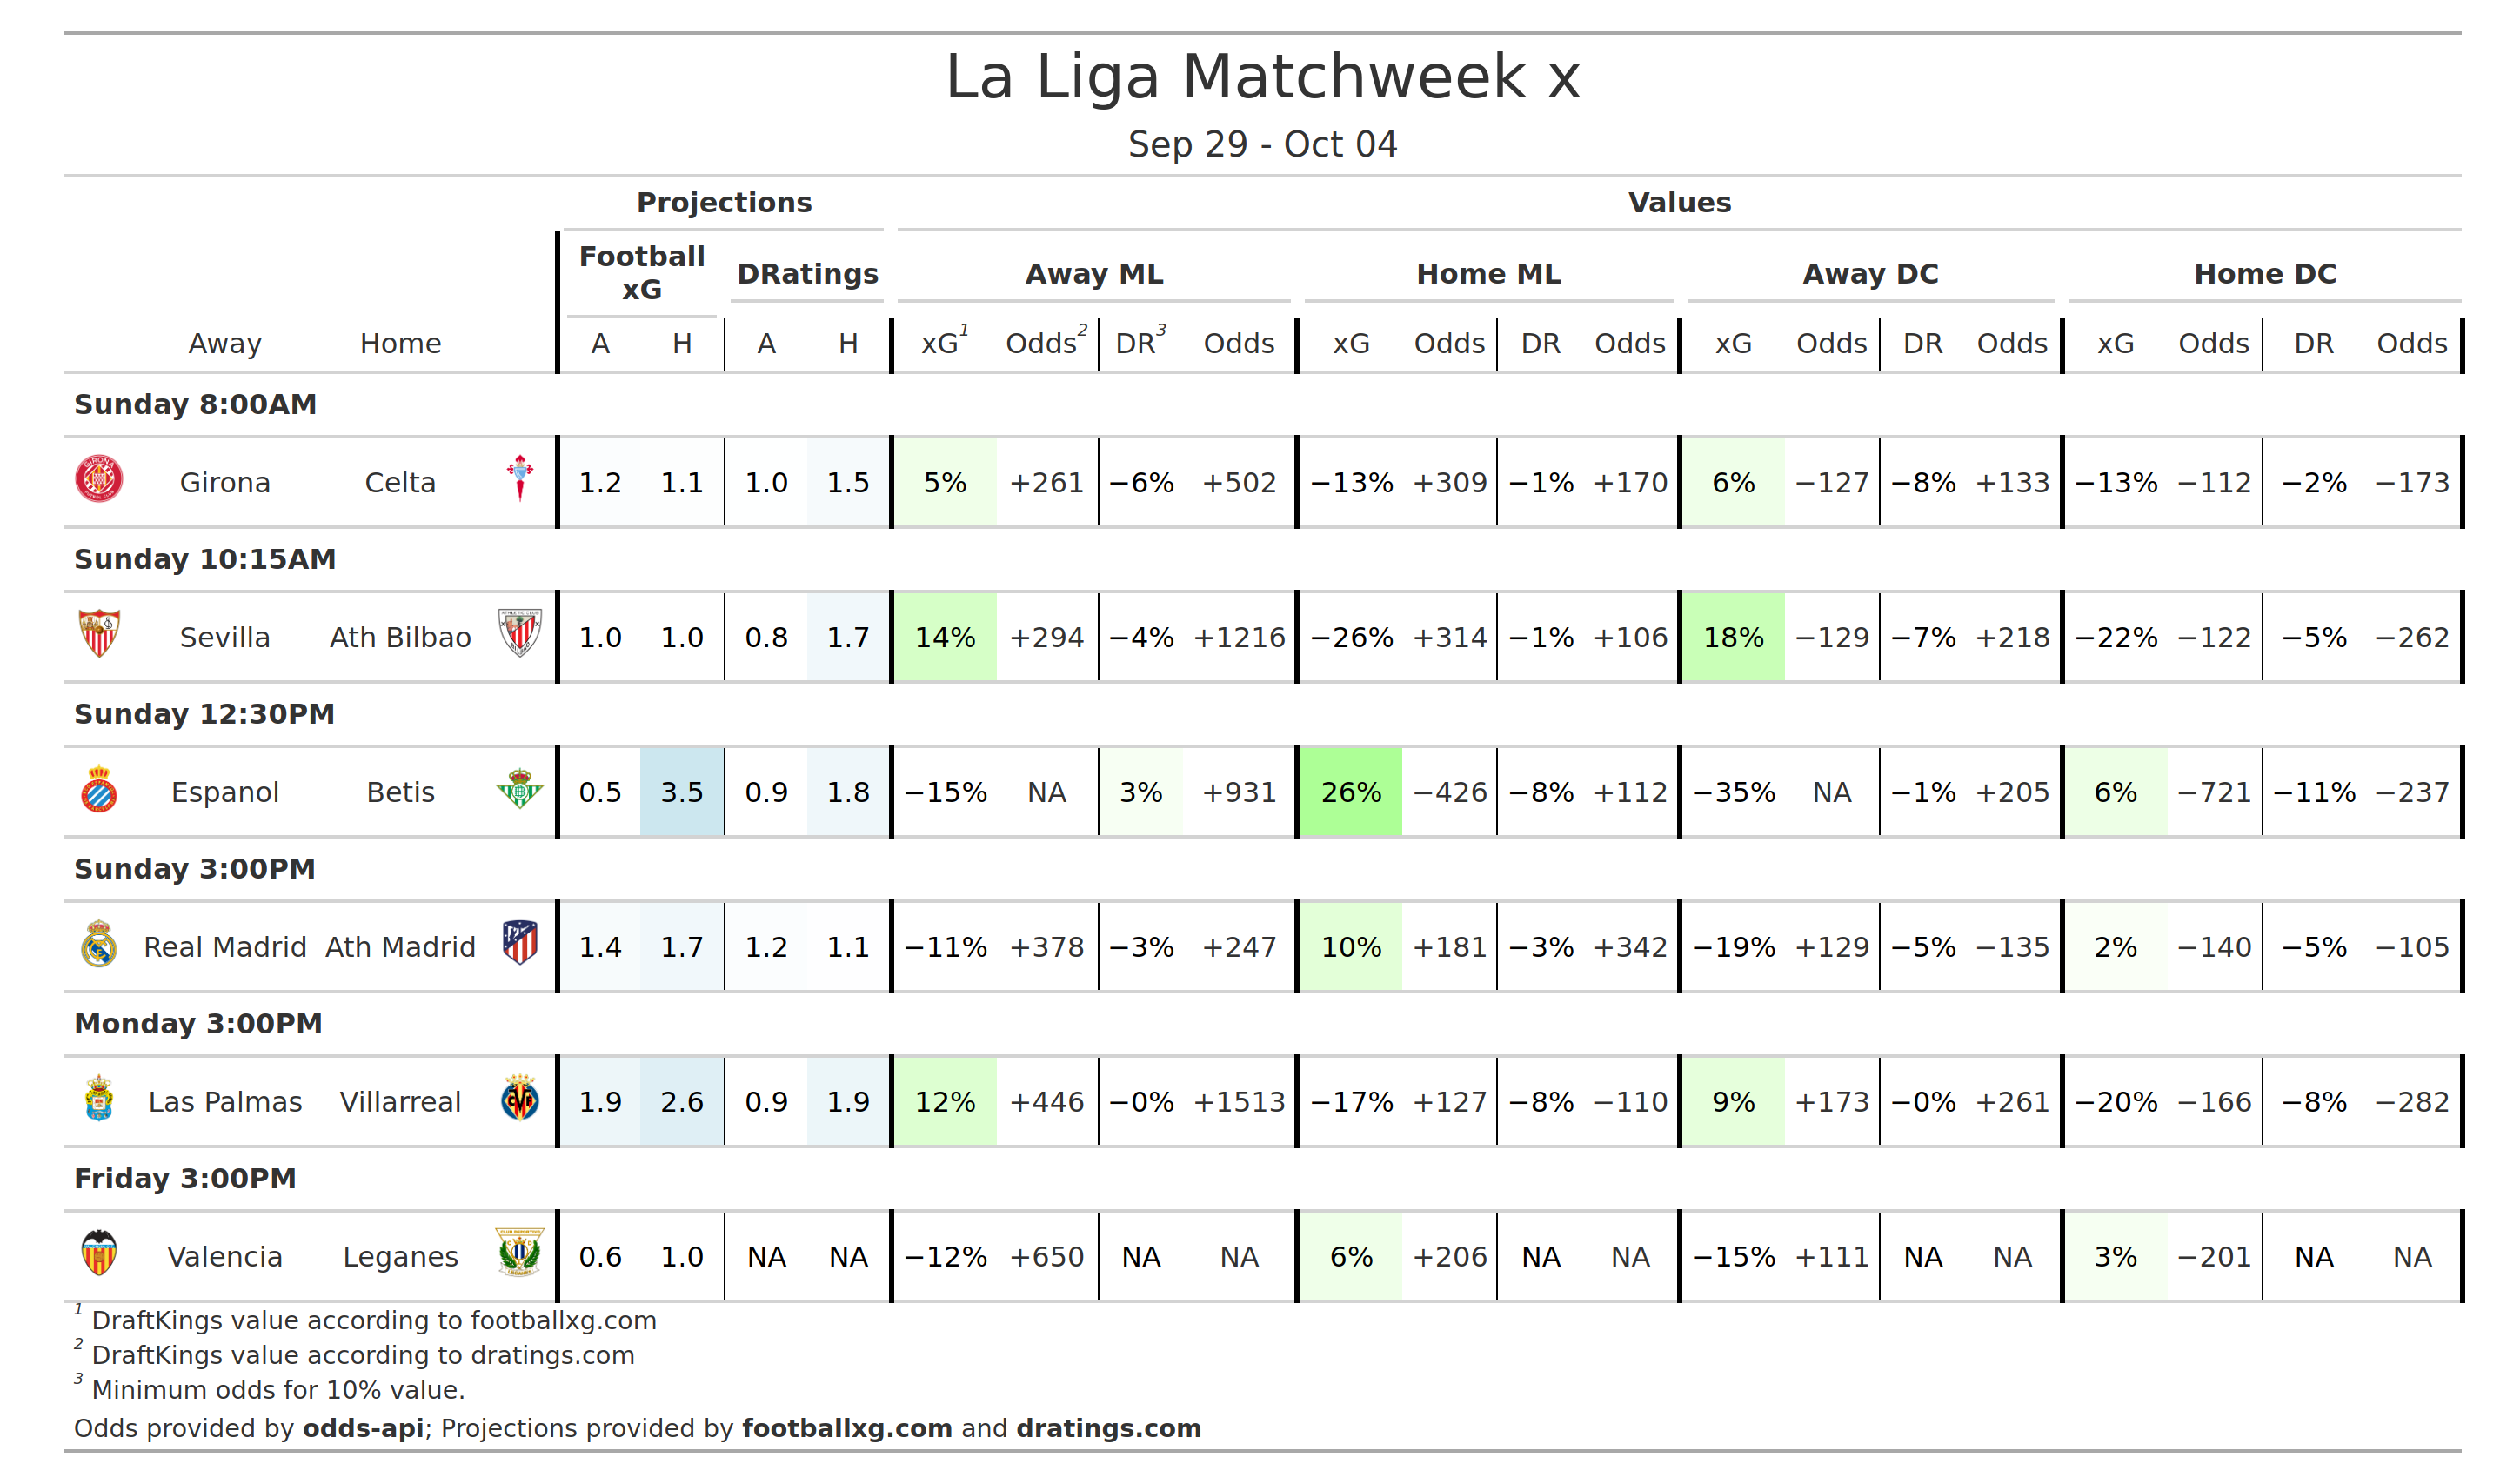 La Liga Matchweek x
Sep 29 - Oct 04
Projections Values
Football xG DRatings Away ML Home ML Away DC Home DC
Away Home A H A H xG1 Odds2 DR3 Odds xG Odds DR Odds xG Odds DR Odds xG Odds DR Odds
Sunday 8:00AM
Girona Celta 1.2 1.1 1.0 1.5 5% +261 −6% +502 −13% +309 −1% +170 6% −127 −8% +133 −13% −112 −2% −173
Sunday 10:15AM
Sevilla Ath Bilbao 1.0 1.0 0.8 1.7 14% +294 −4% +1216 −26% +314 −1% +106 18% −129 −7% +218 −22% −122 −5% −262
Sunday 12:30PM
Espanol Betis 0.5 3.5 0.9 1.8 −15% NA 3% +931 26% −426 −8% +112 −35% NA −1% +205 6% −721 −11% −237
Sunday 3:00PM
Real Madrid Ath Madrid 1.4 1.7 1.2 1.1 −11% +378 −3% +247 10% +181 −3% +342 −19% +129 −5% −135 2% −140 −5% −105
Monday 3:00PM
Las Palmas Villarreal 1.9 2.6 0.9 1.9 12% +446 −0% +1513 −17% +127 −8% −110 9% +173 −0% +261 −20% −166 −8% −282
Friday 3:00PM
Valencia Leganes 0.6 1.0 NA NA −12% +650 NA NA 6% +206 NA NA −15% +111 NA NA 3% −201 NA NA
1 DraftKings value according to footballxg.com
2 DraftKings value according to dratings.com
3 Minimum odds for 10% value.
Odds provided by odds-api; Projections provided by footballxg.com and dratings.com